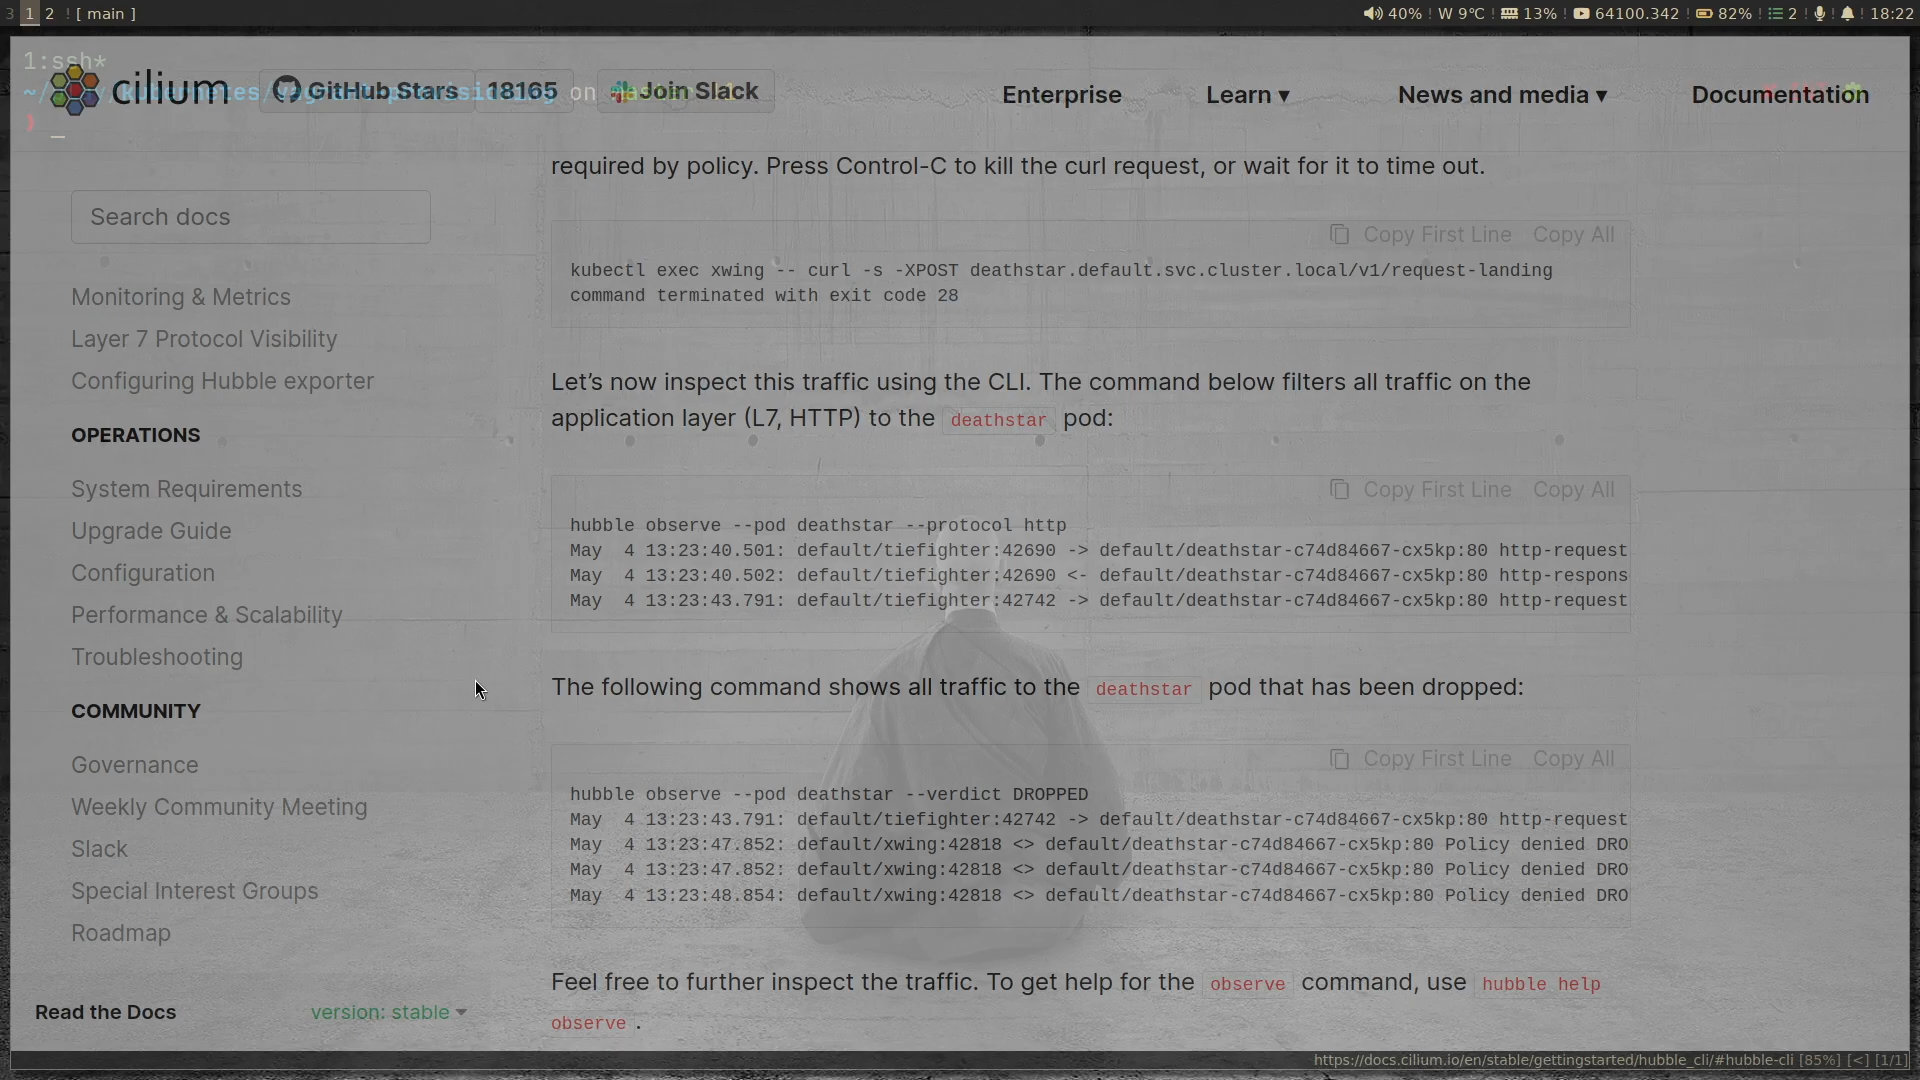 3 1 2 ! [ main ] 40% ! W 9°C ! 13% ! 64100.342 ! 82% ! 2 ! ! ! 18:22
1:ssh*
cilium GitHub Stars 18165 on Join Slack Enterprise Learn ▾ News and media ▾ Documentation
❯ _
required by policy. Press Control-C to kill the curl request, or wait for it to time out.
Search docs
Copy First Line Copy All
kubectl exec xwing -- curl -s -XPOST deathstar.default.svc.cluster.local/v1/request-landing
command terminated with exit code 28
Monitoring & Metrics
Layer 7 Protocol Visibility
Configuring Hubble exporter
OPERATIONS
System Requirements
Upgrade Guide
Configuration
Performance & Scalability
Troubleshooting
COMMUNITY
Governance
Weekly Community Meeting
Slack
Special Interest Groups
Roadmap
Read the Docs version: stable
Let’s now inspect this traffic using the CLI. The command below filters all traffic on the
application layer (L7, HTTP) to the deathstar pod:
Copy First Line Copy All
hubble observe --pod deathstar --protocol http
May  4 13:23:40.501: default/tiefighter:42690 -> default/deathstar-c74d84667-cx5kp:80 http-request
May  4 13:23:40.502: default/tiefighter:42690 <- default/deathstar-c74d84667-cx5kp:80 http-respons
May  4 13:23:43.791: default/tiefighter:42742 -> default/deathstar-c74d84667-cx5kp:80 http-request
The following command shows all traffic to the deathstar pod that has been dropped:
Copy First Line Copy All
hubble observe --pod deathstar --verdict DROPPED
May  4 13:23:43.791: default/tiefighter:42742 -> default/deathstar-c74d84667-cx5kp:80 http-request
May  4 13:23:47.852: default/xwing:42818 <> default/deathstar-c74d84667-cx5kp:80 Policy denied DRO
May  4 13:23:47.852: default/xwing:42818 <> default/deathstar-c74d84667-cx5kp:80 Policy denied DRO
May  4 13:23:48.854: default/xwing:42818 <> default/deathstar-c74d84667-cx5kp:80 Policy denied DRO
Feel free to further inspect the traffic. To get help for the observe command, use hubble help
observe .
https://docs.cilium.io/en/stable/gettingstarted/hubble_cli/#hubble-cli [85%] [<] [1/1]